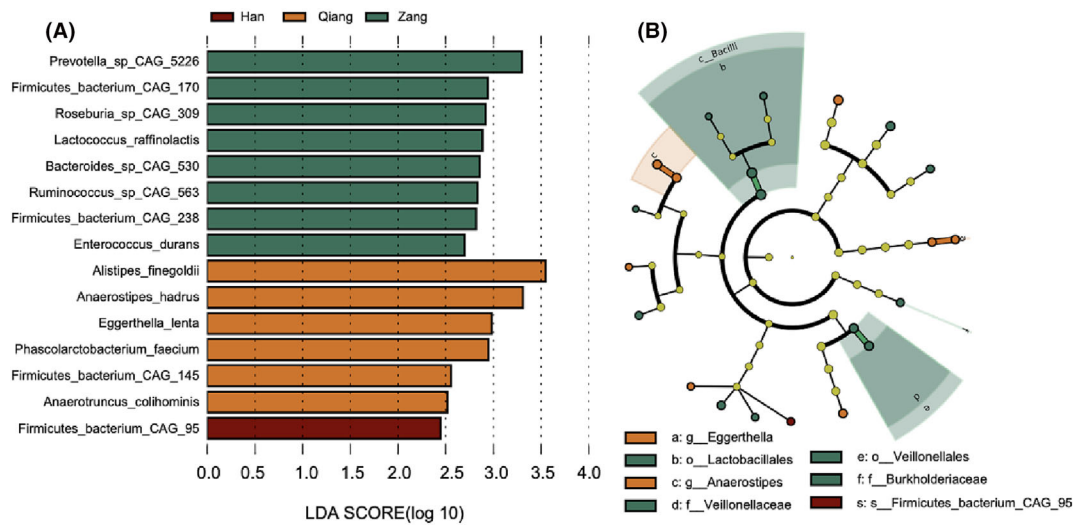 Han
Qiang
Zang
(A)
(B)
Prevotella_sp_CAG_5226
Firmicutes_bacterium_CAG_170
Roseburia_sp_CAG_309
Lactococcus_raffinolactis
Bacteroides_sp_CAG_530
Ruminococcus_sp_CAG_563
Firmicutes_bacterium_CAG_238
Enterococcus_durans
Alistipes_finegoldii
Anaerostipes_hadrus
Eggerthella_lenta
Phascolarctobacterium_faecium
Firmicutes_bacterium_CAG_145
Anaerotruncus_colihominis
Firmicutes_bacterium_CAG_95
0.0 0.5 1.0 1.5 2.0 2.5 3.0 3.5 4.0
LDA SCORE(log 10)
c__Bacilli
b
c
a: g__Eggerthella
b: o__Lactobacillales
c: g__Anaerostipes
d: f__Veillonellaceae
e: o__Veillonellales
f: f__Burkholderiaceae
s: s__Firmicutes_bacterium_CAG_95